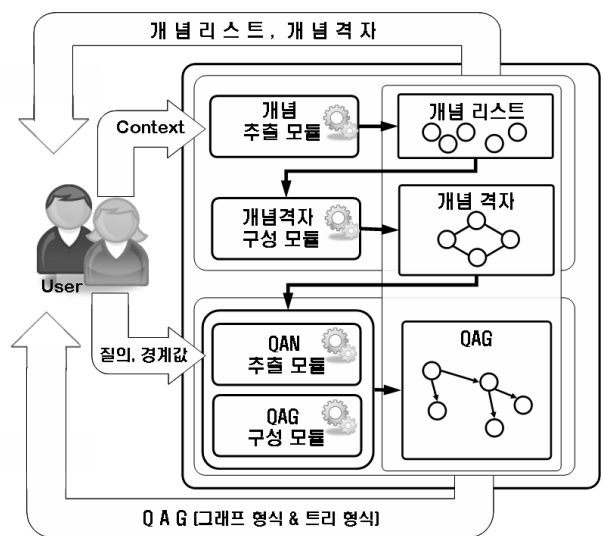 개념리스트, 개념격자
Context
개념
추출 모듈
개념 리스트
개념격자
구성 모듈
개념 격자
User
질의, 경계값
QAN
추출 모듈
QAG
구성 모듈
QAG
QAG (그래프 형식 & 트리 형식)